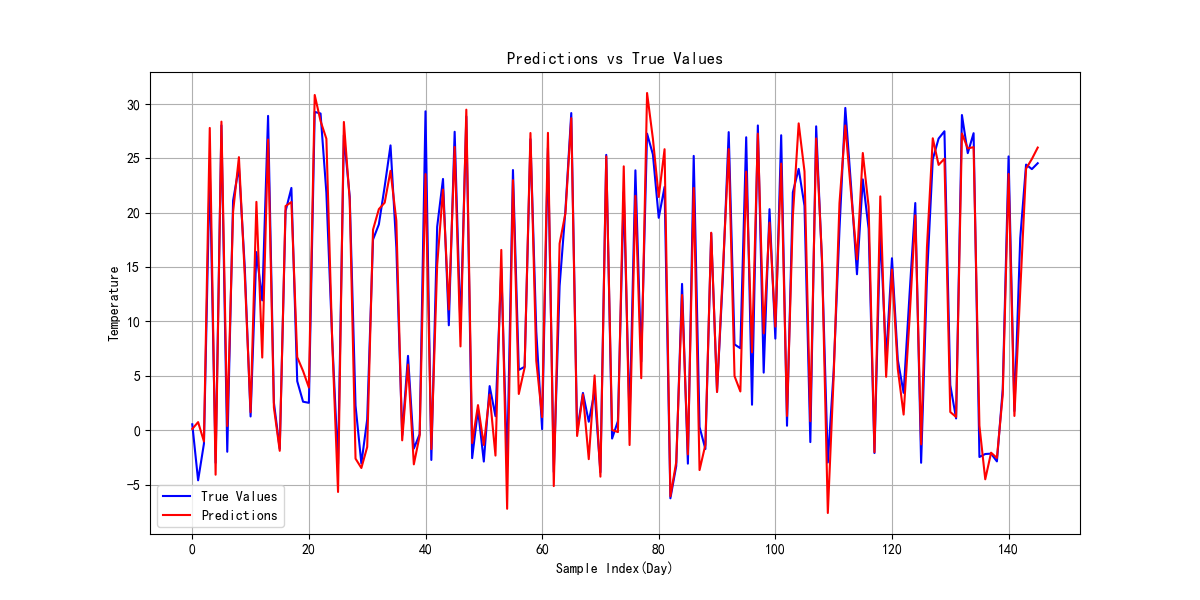 Predictions vs True Values
Temperature
30
25
20
15
10
5
0
−5
True Values
Predictions
0 20 40 60 80 100 120 140
Sample Index(Day)